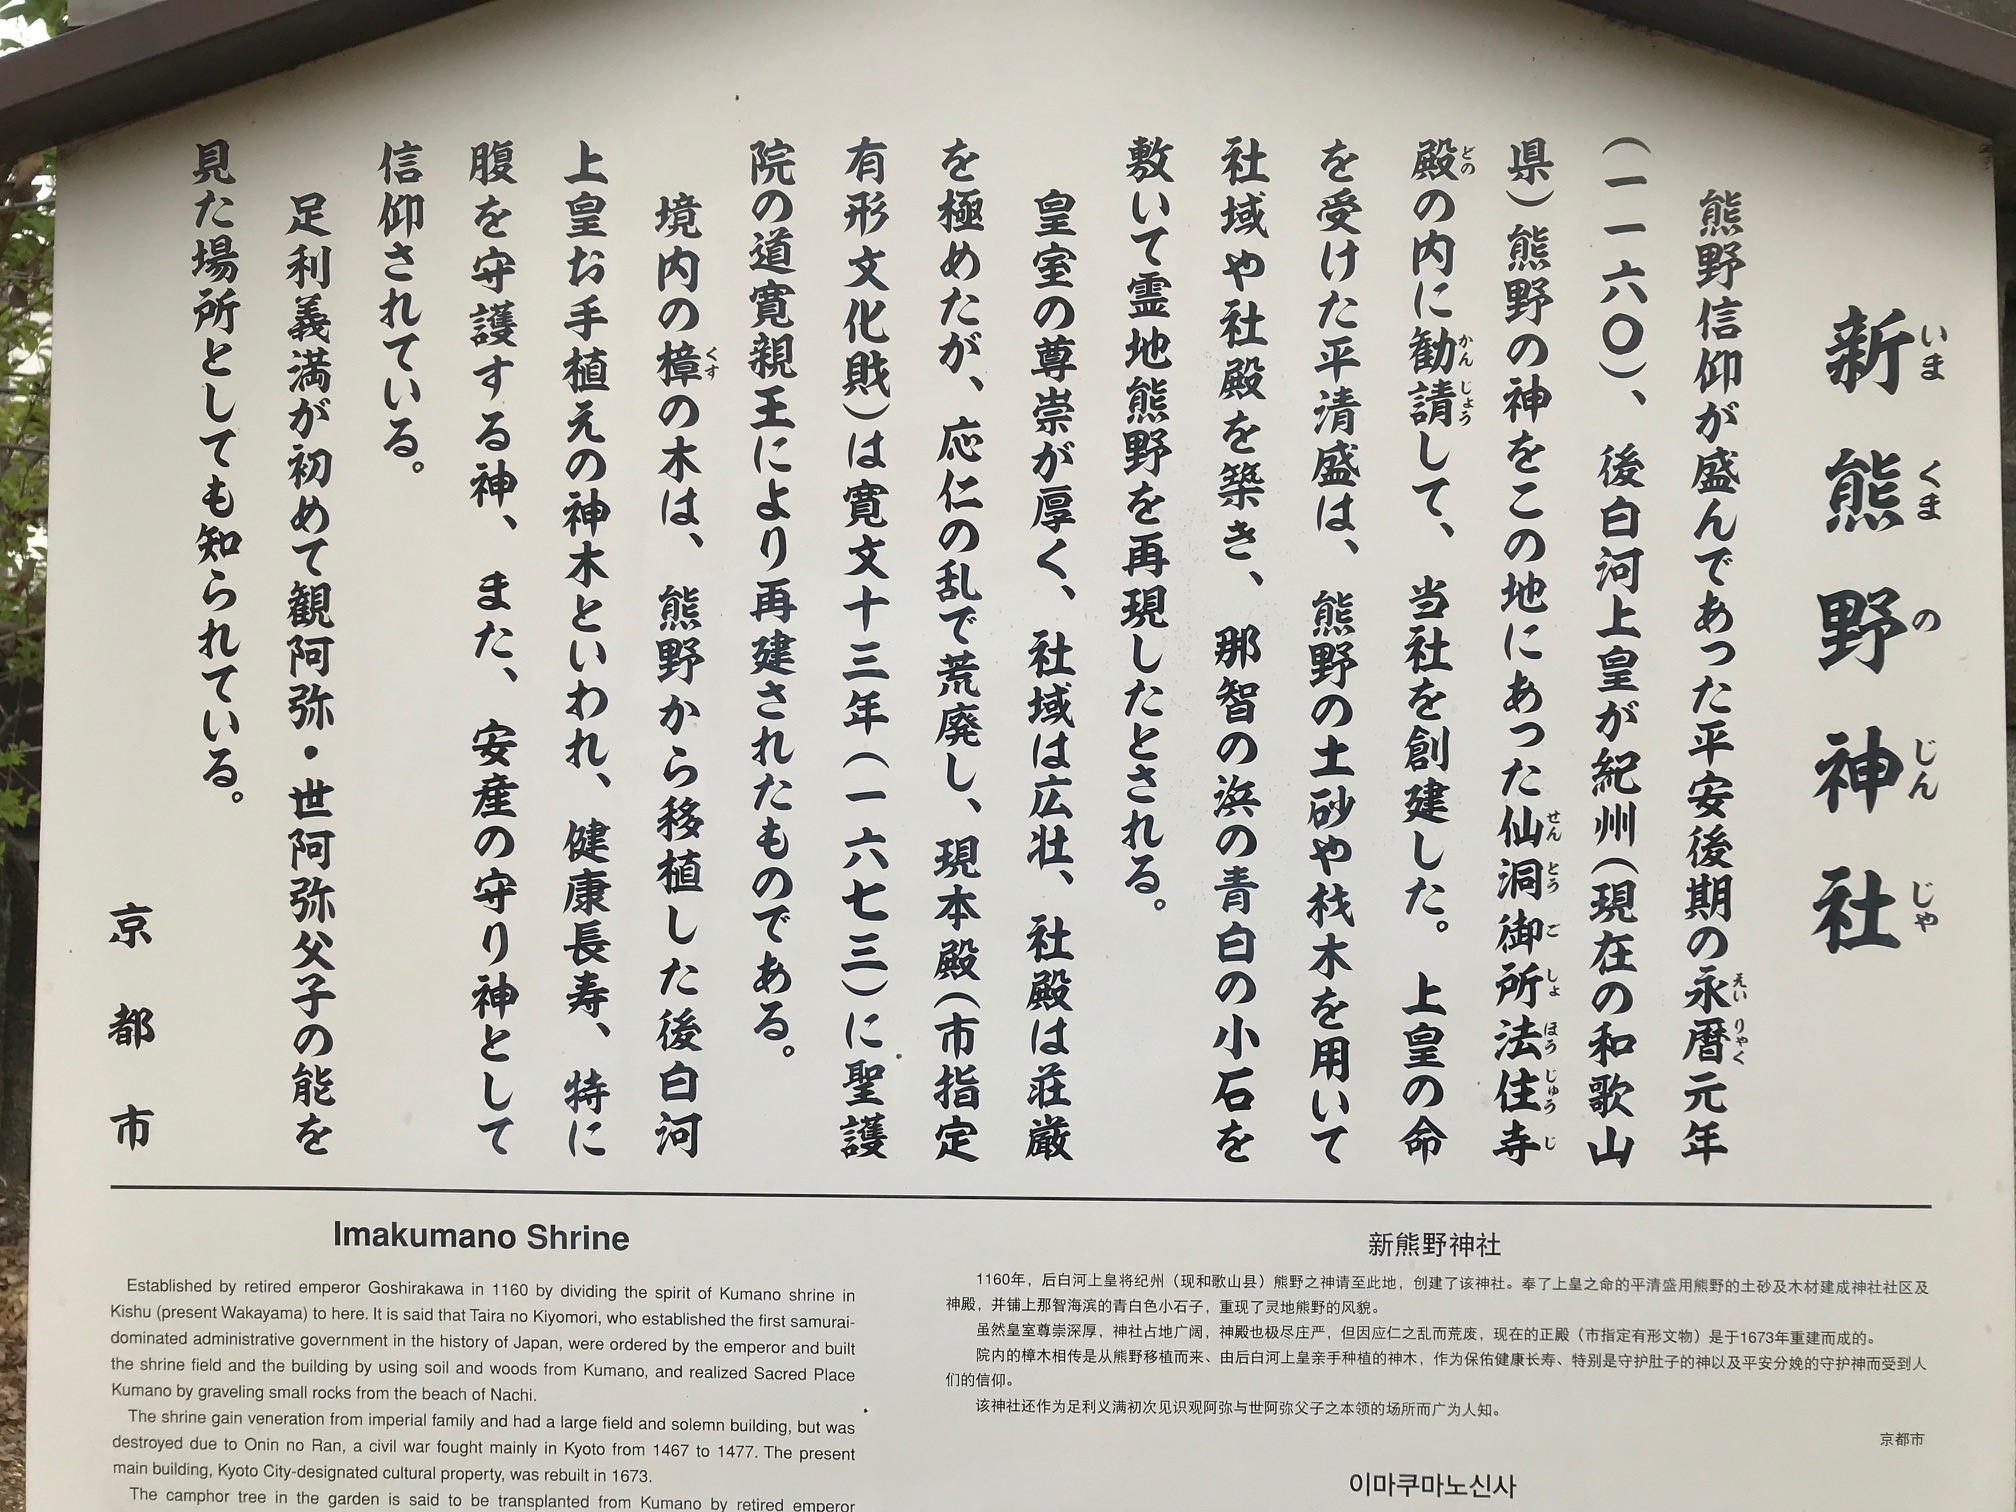 新熊野神社
いまくまのじんじゃ
熊野信仰が盛んであった平安後期の永暦元年
えいりゃく
（一一六〇）、後白河上皇が紀州（現在の和歌山
県）熊野の神をこの地にあった仙洞御所法住寺
せんとうごしょほうじゅうじ
殿の内に勧請して、当社を創建した。上皇の命
どの かんじょう
を受けた平清盛は、熊野の土砂や材木を用いて
社域や社殿を築き、那智の浜の青白の小石を
敷いて霊地熊野を再現したとされる。
皇室の尊崇が厚く、社域は広壮、社殿は荘厳
を極めたが、応仁の乱で荒廃し、現本殿（市指定
有形文化財）は寛文十三年（一六七三）に聖護
院の道寛親王により再建されたものである。
境内の樟の木は、熊野から移植した後白河
くす
上皇お手植えの神木といわれ、健康長寿、特に
腹を守護する神、また、安産の守り神として
信仰されている。
足利義満が初めて観阿弥・世阿弥父子の能を
見た場所としても知られている。
京都市
Imakumano Shrine
Established by retired emperor Goshirakawa in 1160 by dividing the spirit of Kumano shrine in
Kishu (present Wakayama) to here. It is said that Taira no Kiyomori, who established the first samurai-
dominated administrative government in the history of Japan, were ordered by the emperor and built
the shrine field and the building by using soil and woods from Kumano, and realized Sacred Place
Kumano by graveling small rocks from the beach of Nachi.
The shrine gain veneration from imperial family and had a large field and solemn building, but was
destroyed due to Onin no Ran, a civil war fought mainly in Kyoto from 1467 to 1477. The present
main building, Kyoto City-designated cultural property, was rebuilt in 1673.
The camphor tree in the garden is said to be transplanted from Kumano by retired emperor
新熊野神社
1160年，后白河上皇将纪州（现和歌山县）熊野之神请至此地，创建了该神社。奉了上皇之命的平清盛用熊野的土砂及木材建成神社社区及
神殿，并铺上那智海滨的青白色小石子，重现了灵地熊野的风貌。
虽然皇室尊崇深厚，神社占地广阔，神殿也极尽庄严，但因应仁之乱而荒废，现在的正殿（市指定有形文物）是于1673年重建而成的。
院内的樟木相传是从熊野移植而来、由后白河上皇亲手种植的神木，作为保佑健康长寿、特别是守护肚子的神以及平安分娩的守护神而受到人
们的信仰。
该神社还作为足利义满初次见识观阿弥与世阿弥父子之本领的场所而广为人知。
京都市
이마쿠마노신사